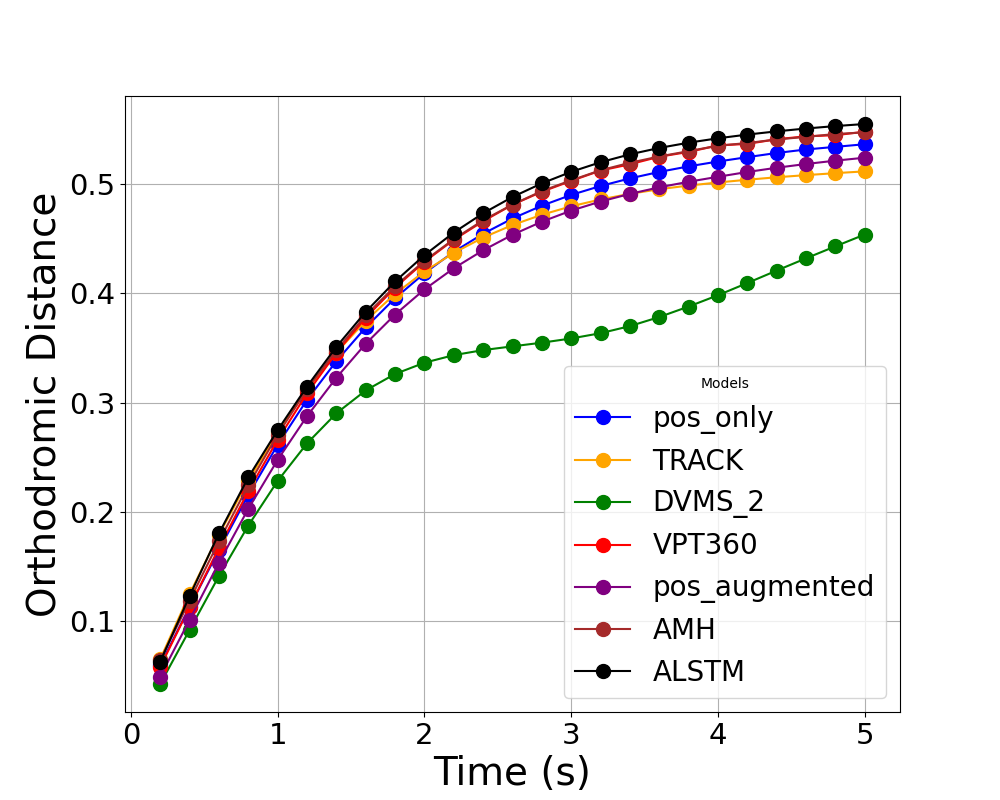 Orthodromic Distance
0.5
0.4
0.3
0.2
0.1
Models
pos_only
TRACK
DVMS_2
VPT360
pos_augmented
AMH
ALSTM
0 1 2 3 4 5
Time (s)